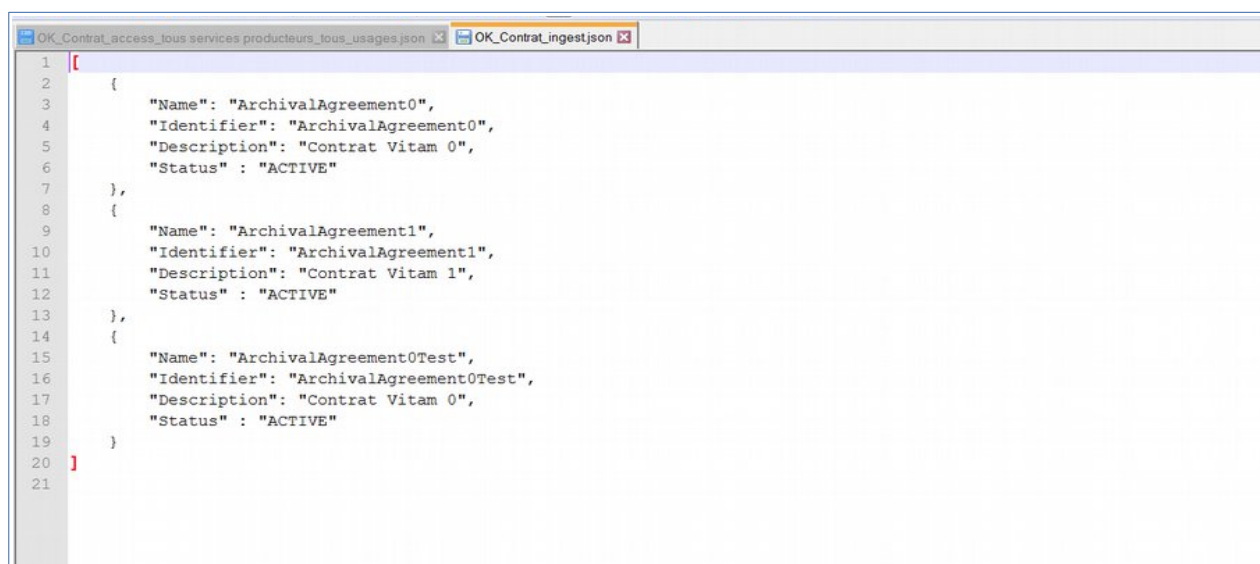 OK_Contrat_access_tous services producteurs_tous_usages.json OK_Contrat_ingest.json
1 [
2 {
3 "Name": "ArchivalAgreement0",
4 "Identifier": "ArchivalAgreement0",
5 "Description": "Contrat Vitam 0",
6 "Status" : "ACTIVE"
7 },
8 {
9 "Name": "ArchivalAgreement1",
10 "Identifier": "ArchivalAgreement1",
11 "Description": "Contrat Vitam 1",
12 "Status" : "ACTIVE"
13 },
14 {
15 "Name": "ArchivalAgreement0Test",
16 "Identifier": "ArchivalAgreement0Test",
17 "Description": "Contrat Vitam 0",
18 "Status" : "ACTIVE"
19 }
20 ]
21